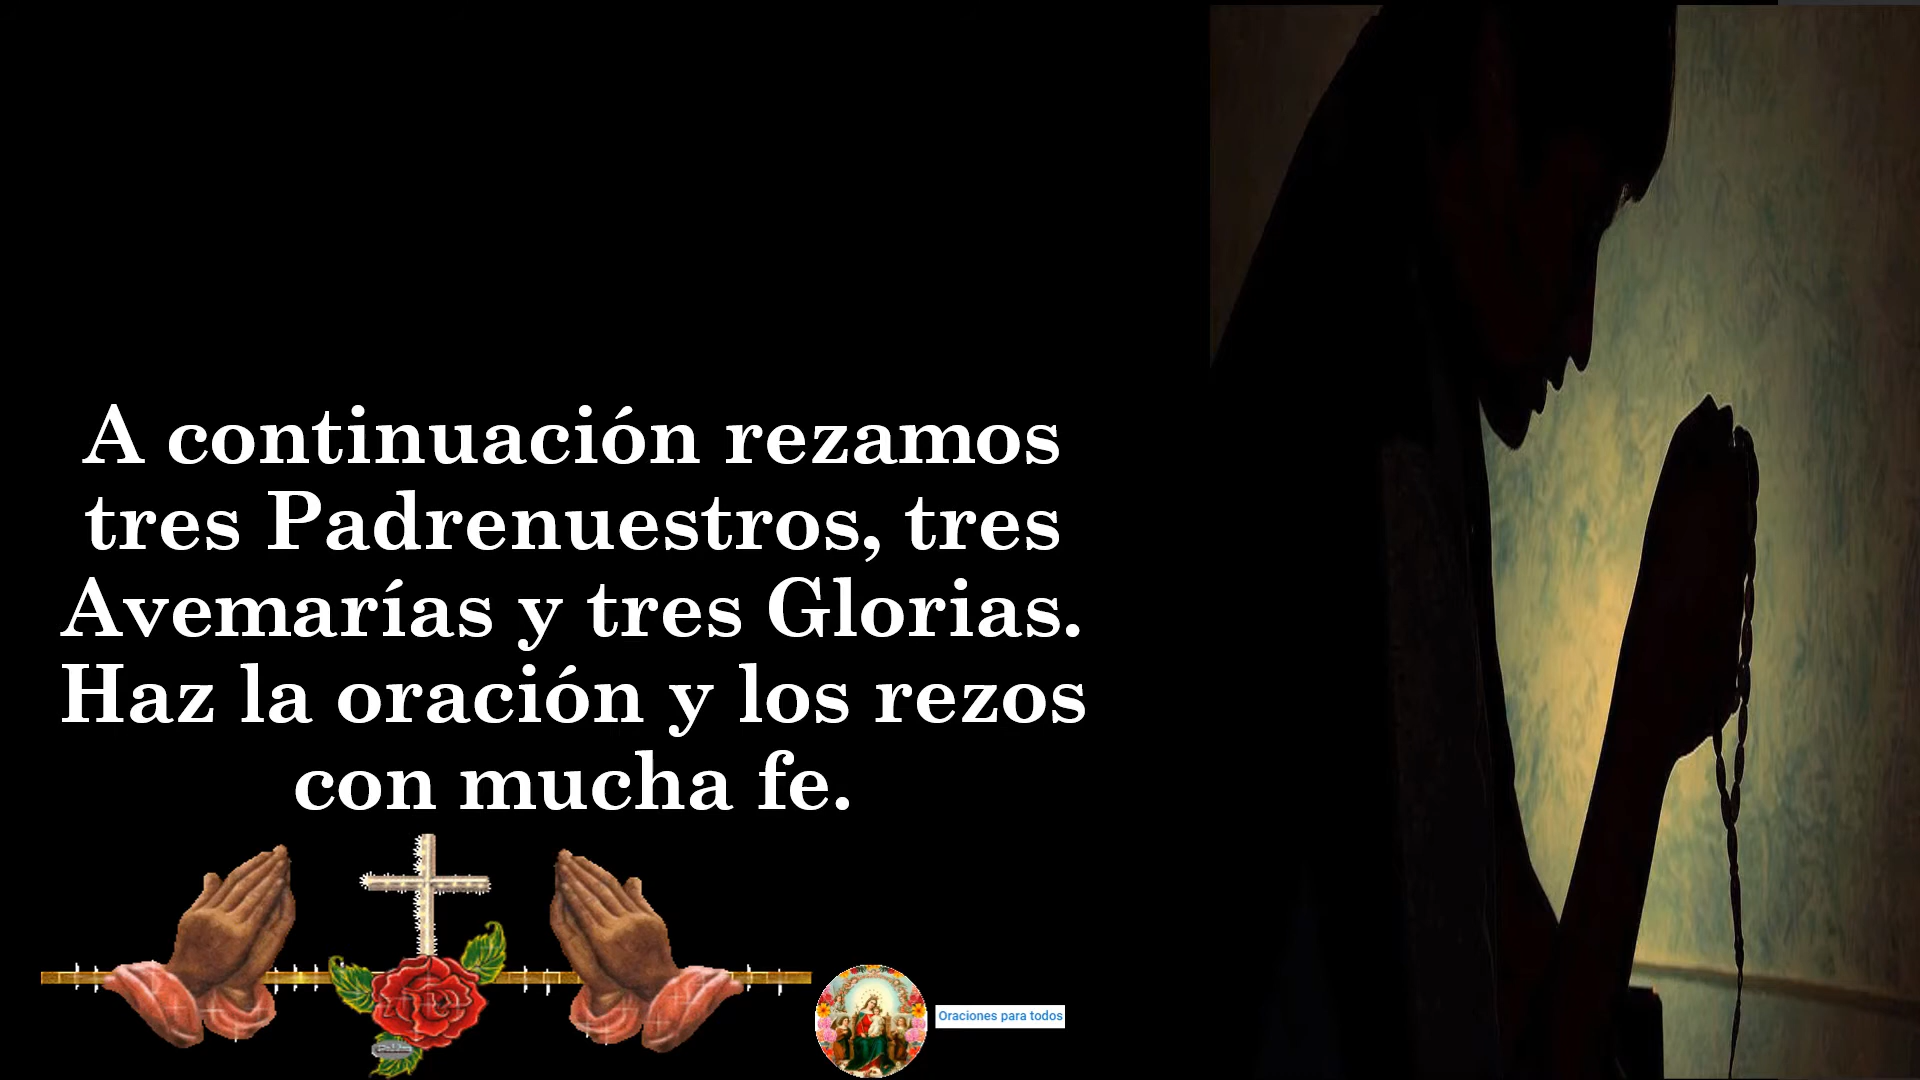 A continuación rezamos
tres Padrenuestros, tres
Avemarías y tres Glorias.
Haz la oración y los rezos
con mucha fe.
Oraciones para todos